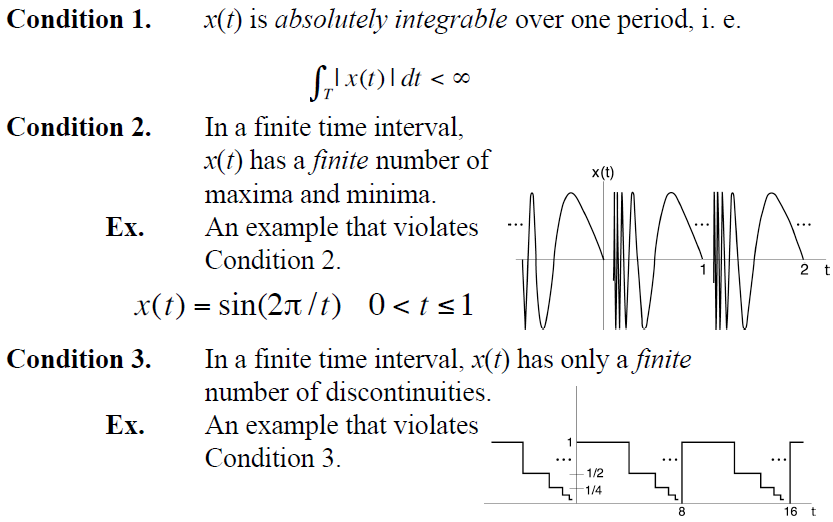 Condition 1. x(t) is absolutely integrable over one period, i. e.
∫_T |x(t)| dt < ∞
Condition 2. In a finite time interval,
x(t) has a finite number of
maxima and minima.
Ex. An example that violates
Condition 2.
x(t) = sin(2π/t) 0 < t ≤ 1
x(t)
... ... ...
1 2 t
Condition 3. In a finite time interval, x(t) has only a finite
number of discontinuities.
Ex. An example that violates
Condition 3.
1
... ... ...
1/2
1/4
8 16 t